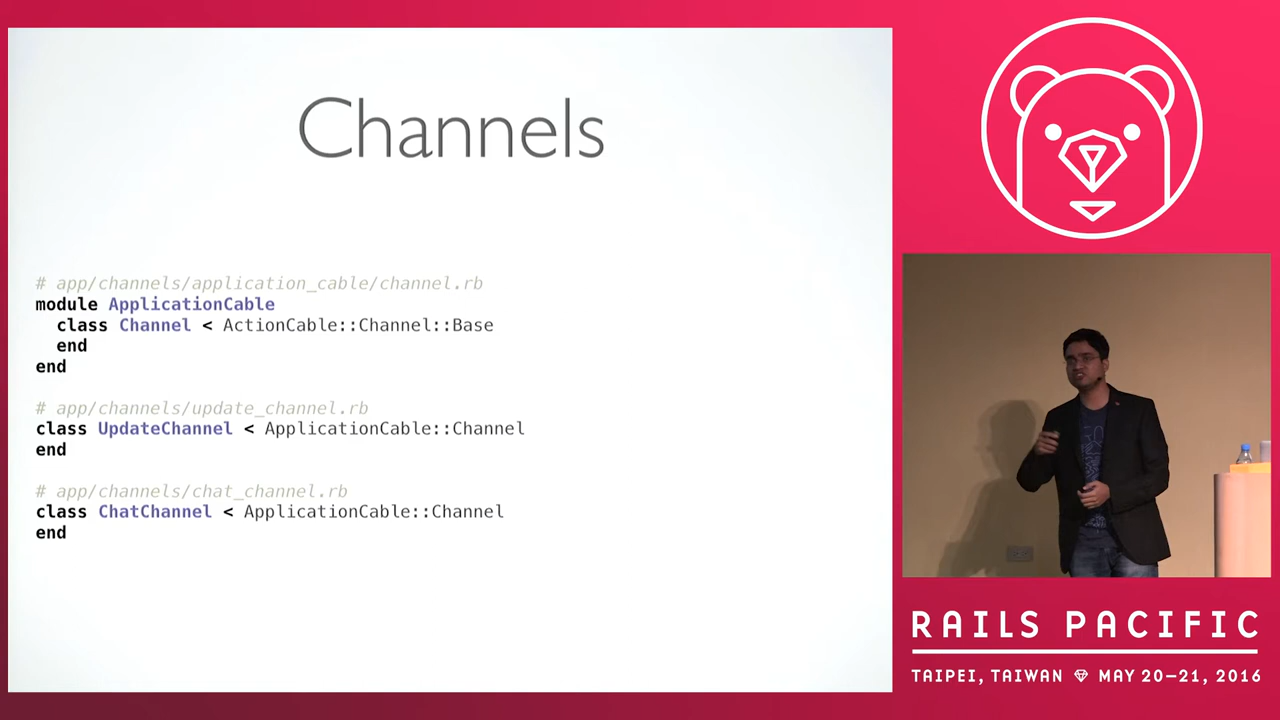 Channels
# app/channels/application_cable/channel.rb
module ApplicationCable
  class Channel < ActionCable::Channel::Base
  end
end
# app/channels/update_channel.rb
class UpdateChannel < ApplicationCable::Channel
end
# app/channels/chat_channel.rb
class ChatChannel < ApplicationCable::Channel
end
RAILS PACIFIC
TAIPEI, TAIWAN MAY 20–21, 2016